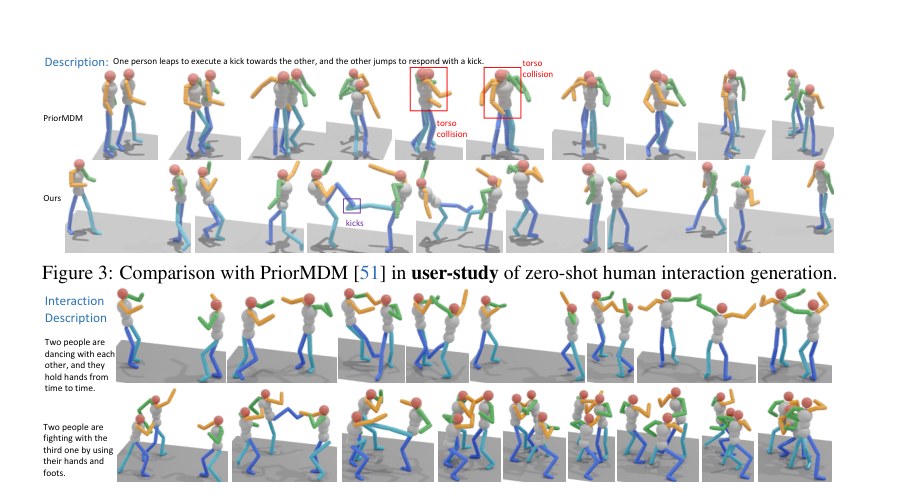 Description: One person leaps to execute a kick towards the other, and the other jumps to respond with a kick.
torso
collision
PriorMDM
torso
collision
Ours
kicks
Figure 3: Comparison with PriorMDM [51] in user-study of zero-shot human interaction generation.
Interaction
Description
Two people are
dancing with each
other, and they
hold hands from
time to time.
Two people are
fighting with the
third one by using
their hands and
foots.